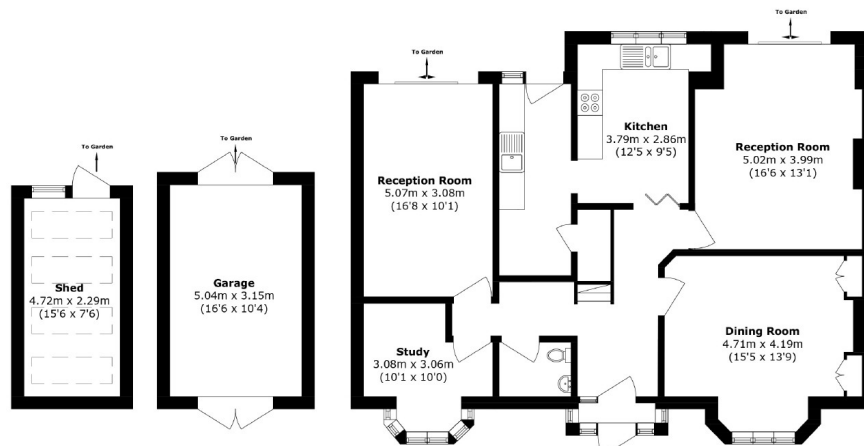 To Garden
To Garden
To Garden
To Garden
Kitchen
3.79m x 2.86m
(12'5 x 9'5)
Reception Room
5.02m x 3.99m
(16'6 x 13'1)
Reception Room
5.07m x 3.08m
(16'8 x 10'1)
Shed
4.72m x 2.29m
(15'6 x 7'6)
Garage
5.04m x 3.15m
(16'6 x 10'4)
Study
3.08m x 3.06m
(10'1 x 10'0)
Dining Room
4.71m x 4.19m
(15'5 x 13'9)